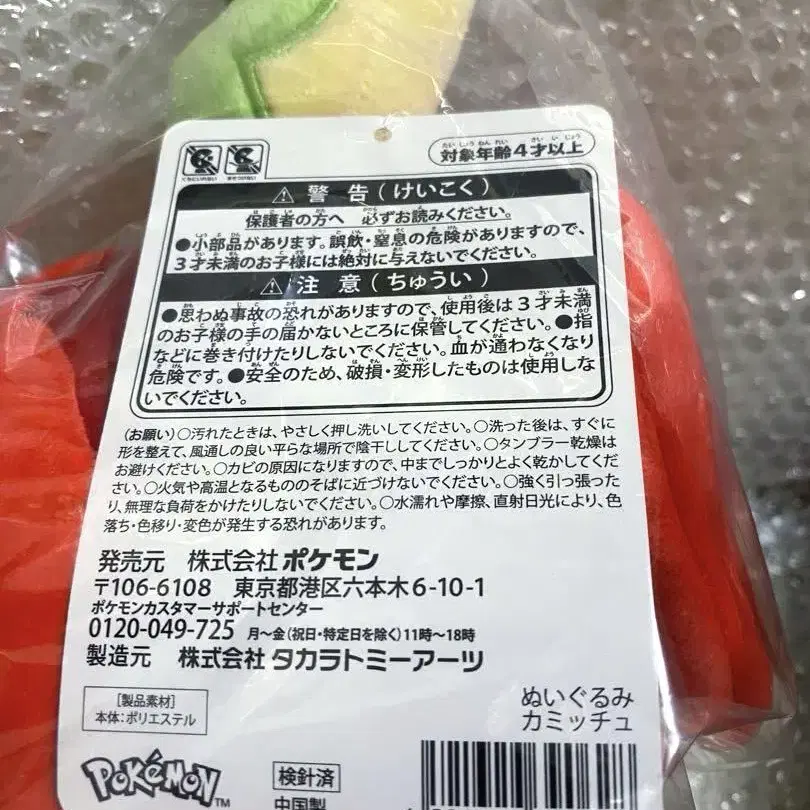 対象年齢4才以上
警告(けいこく)
保護者の方へ 必ずお読みください。
●小部品があります。誤飲・窒息の危険がありますので、
3才未満のお子様には絶対に与えないでください。
注意(ちゅうい)
●思わぬ事故の恐れがありますので、使用後は3才未満
のお子様の手の届かないところに保管してください。●指
などに巻き付けたりしないでください。血が通わなくなり
危険です。●安全のため、破損・変形したものは使用しな
いでください。
(お願い)○汚れたときは、やさしく押し洗いしてください。○洗った後は、すぐに
形を整えて、風通しの良い平らな場所で陰干ししてください。○タンブラー乾燥は
お避けください。○カビの原因になりますので、中までしっかりとよく乾かしてくだ
さい。○火気や高温となるもののそばに近づけないでください。○強く引っ張った
り、無理な負荷をかけたりしないでください。○水濡れや摩擦、直射日光により、色
落ち・色移り・変色が発生する恐れがあります。
発売元 株式会社ポケモン
〒106-6108 東京都港区六本木6-10-1
ポケモンカスタマーサポートセンター
0120-049-725 月〜金(祝日・特定日を除く)11時〜18時
製造元 株式会社タカラトミーアーツ
[製品素材]
本体:ポリエステル
ぬいぐるみ
カミッチュ
POKéMON™
検針済
中国製